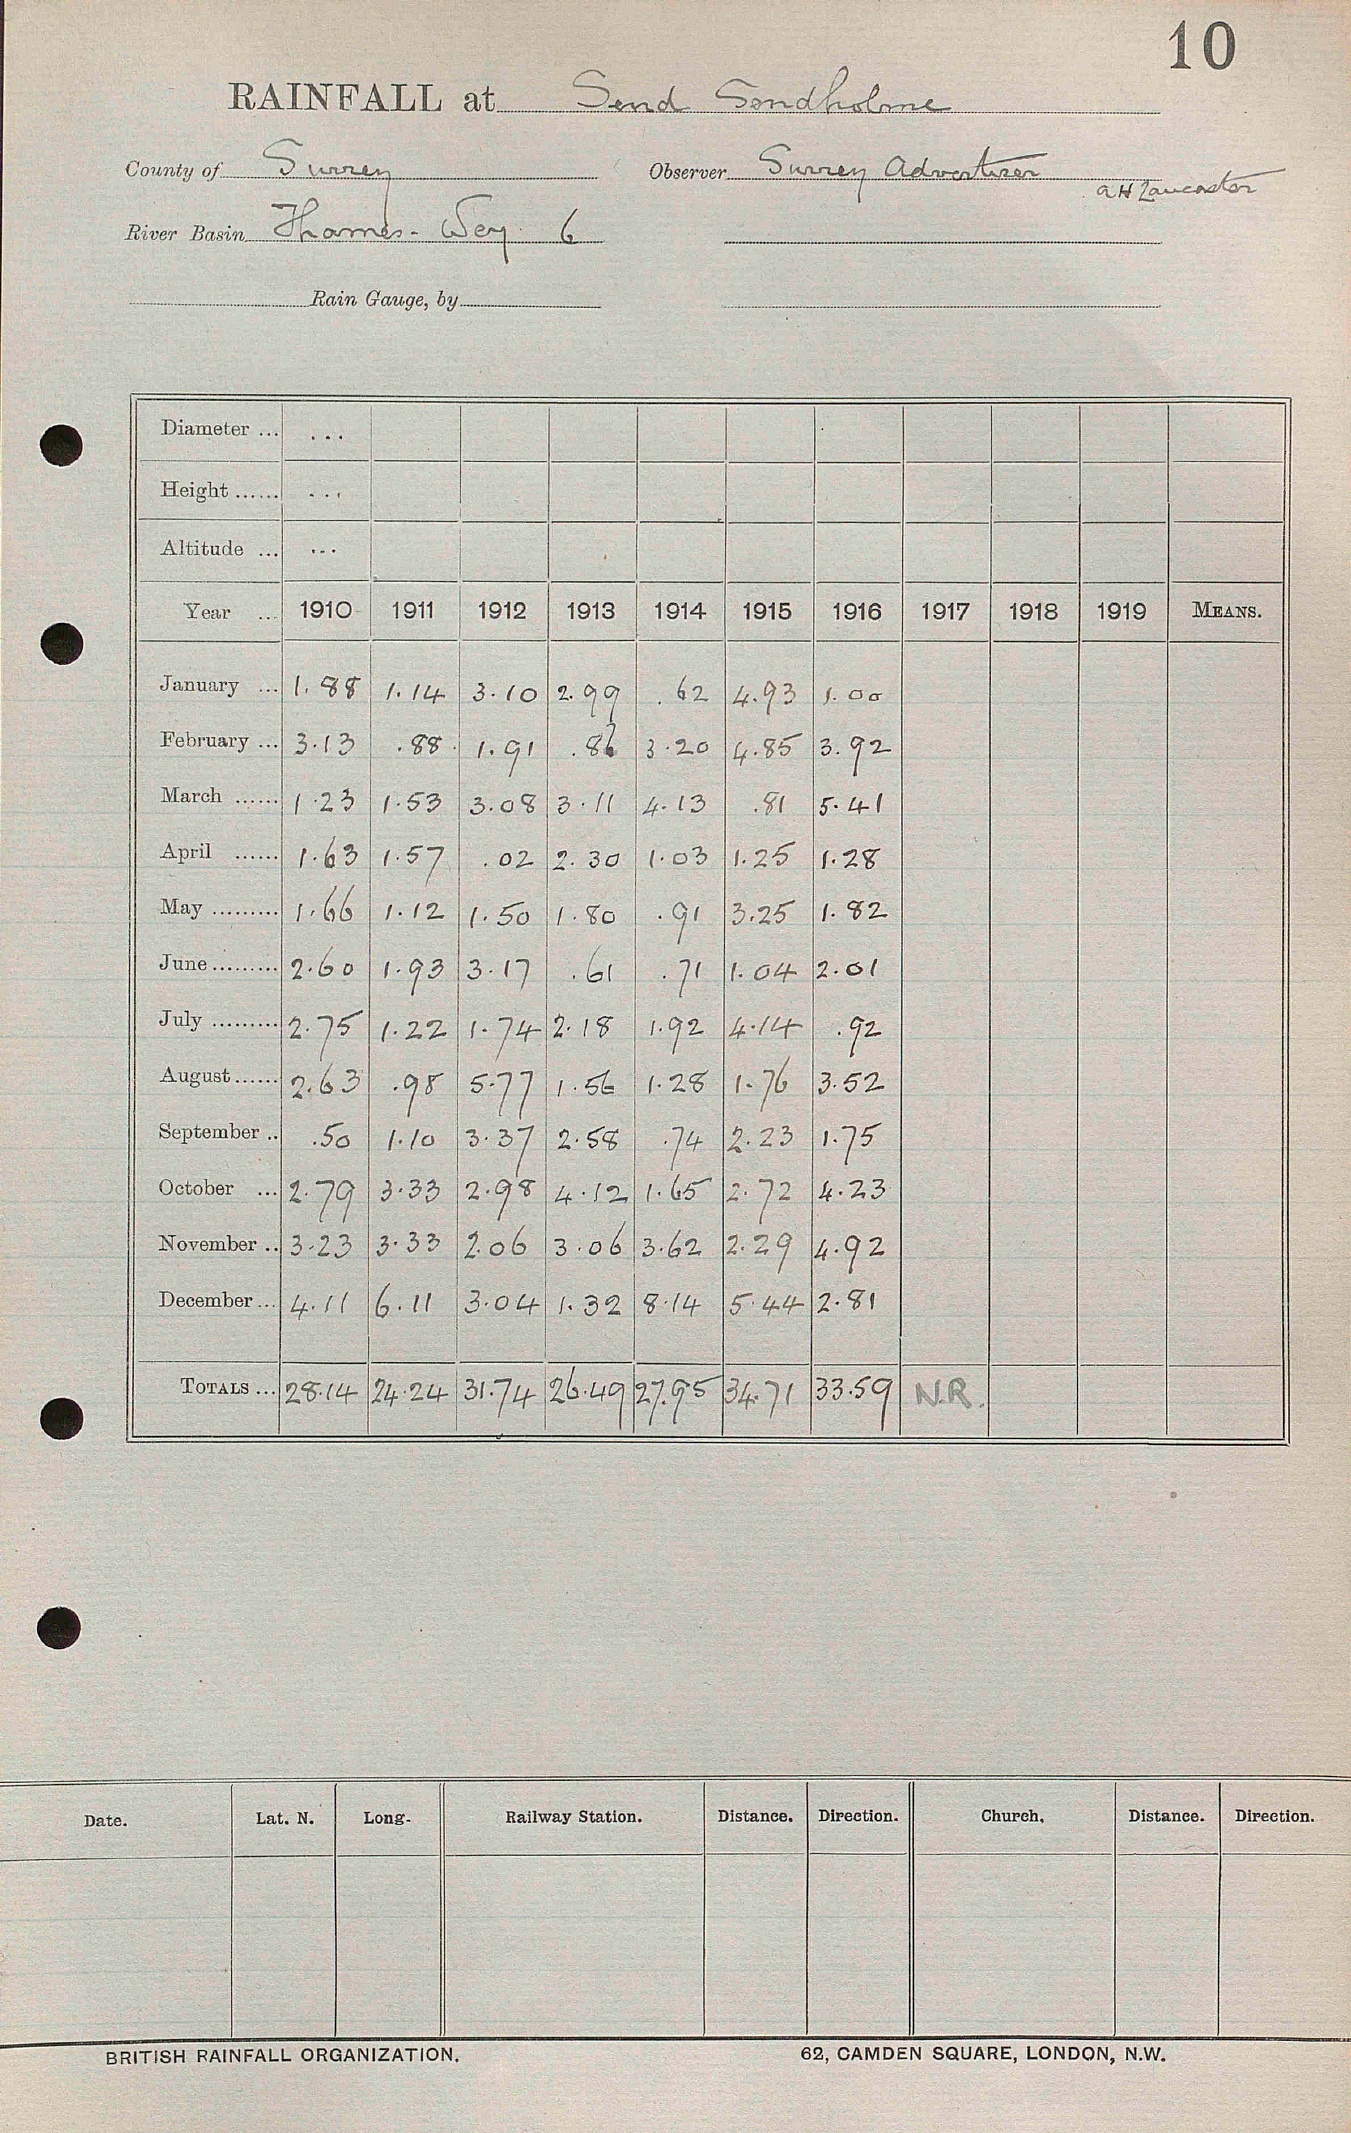 10
RAINFALL at Send Sendholme
County of Surrey Observer Surrey Advertiser
A H Lancaster
River Basin Thames - Wey 6
Rain Gauge, by
Diameter ... ...
Height ...... ...
Altitude ... ...
Year ... 1910 1911 1912 1913 1914 1915 1916 1917 1918 1919 MEANS.
January ... 1.88 1.14 3.10 2.99 .62 4.93 1.00
February ... 3.13 .88 1.91 .86 3.20 4.85 3.92
March ...... 1.23 1.53 3.08 3.11 4.13 .81 5.41
April ...... 1.63 1.57 .02 2.30 1.03 1.25 1.28
May ......... 1.66 1.12 1.50 1.80 .91 3.25 1.82
June ......... 2.60 1.93 3.17 .61 .71 1.04 2.01
July ......... 2.75 1.22 1.74 2.18 1.92 4.14 .92
August ...... 2.63 .98 5.77 1.56 1.28 1.76 3.52
September .. .50 1.10 3.37 2.58 .74 2.23 1.75
October ... 2.79 3.33 2.98 4.12 1.65 2.72 4.23
November .. 3.23 3.33 2.06 3.06 3.62 2.29 4.92
December ... 4.11 6.11 3.04 1.32 8.14 5.44 2.81
TOTALS ... 28.14 24.24 31.74 26.49 27.95 34.71 33.59 N.R.
Date. Lat. N. Long. Railway Station. Distance. Direction. Church. Distance. Direction.
BRITISH RAINFALL ORGANIZATION. 62, CAMDEN SQUARE, LONDON, N.W.